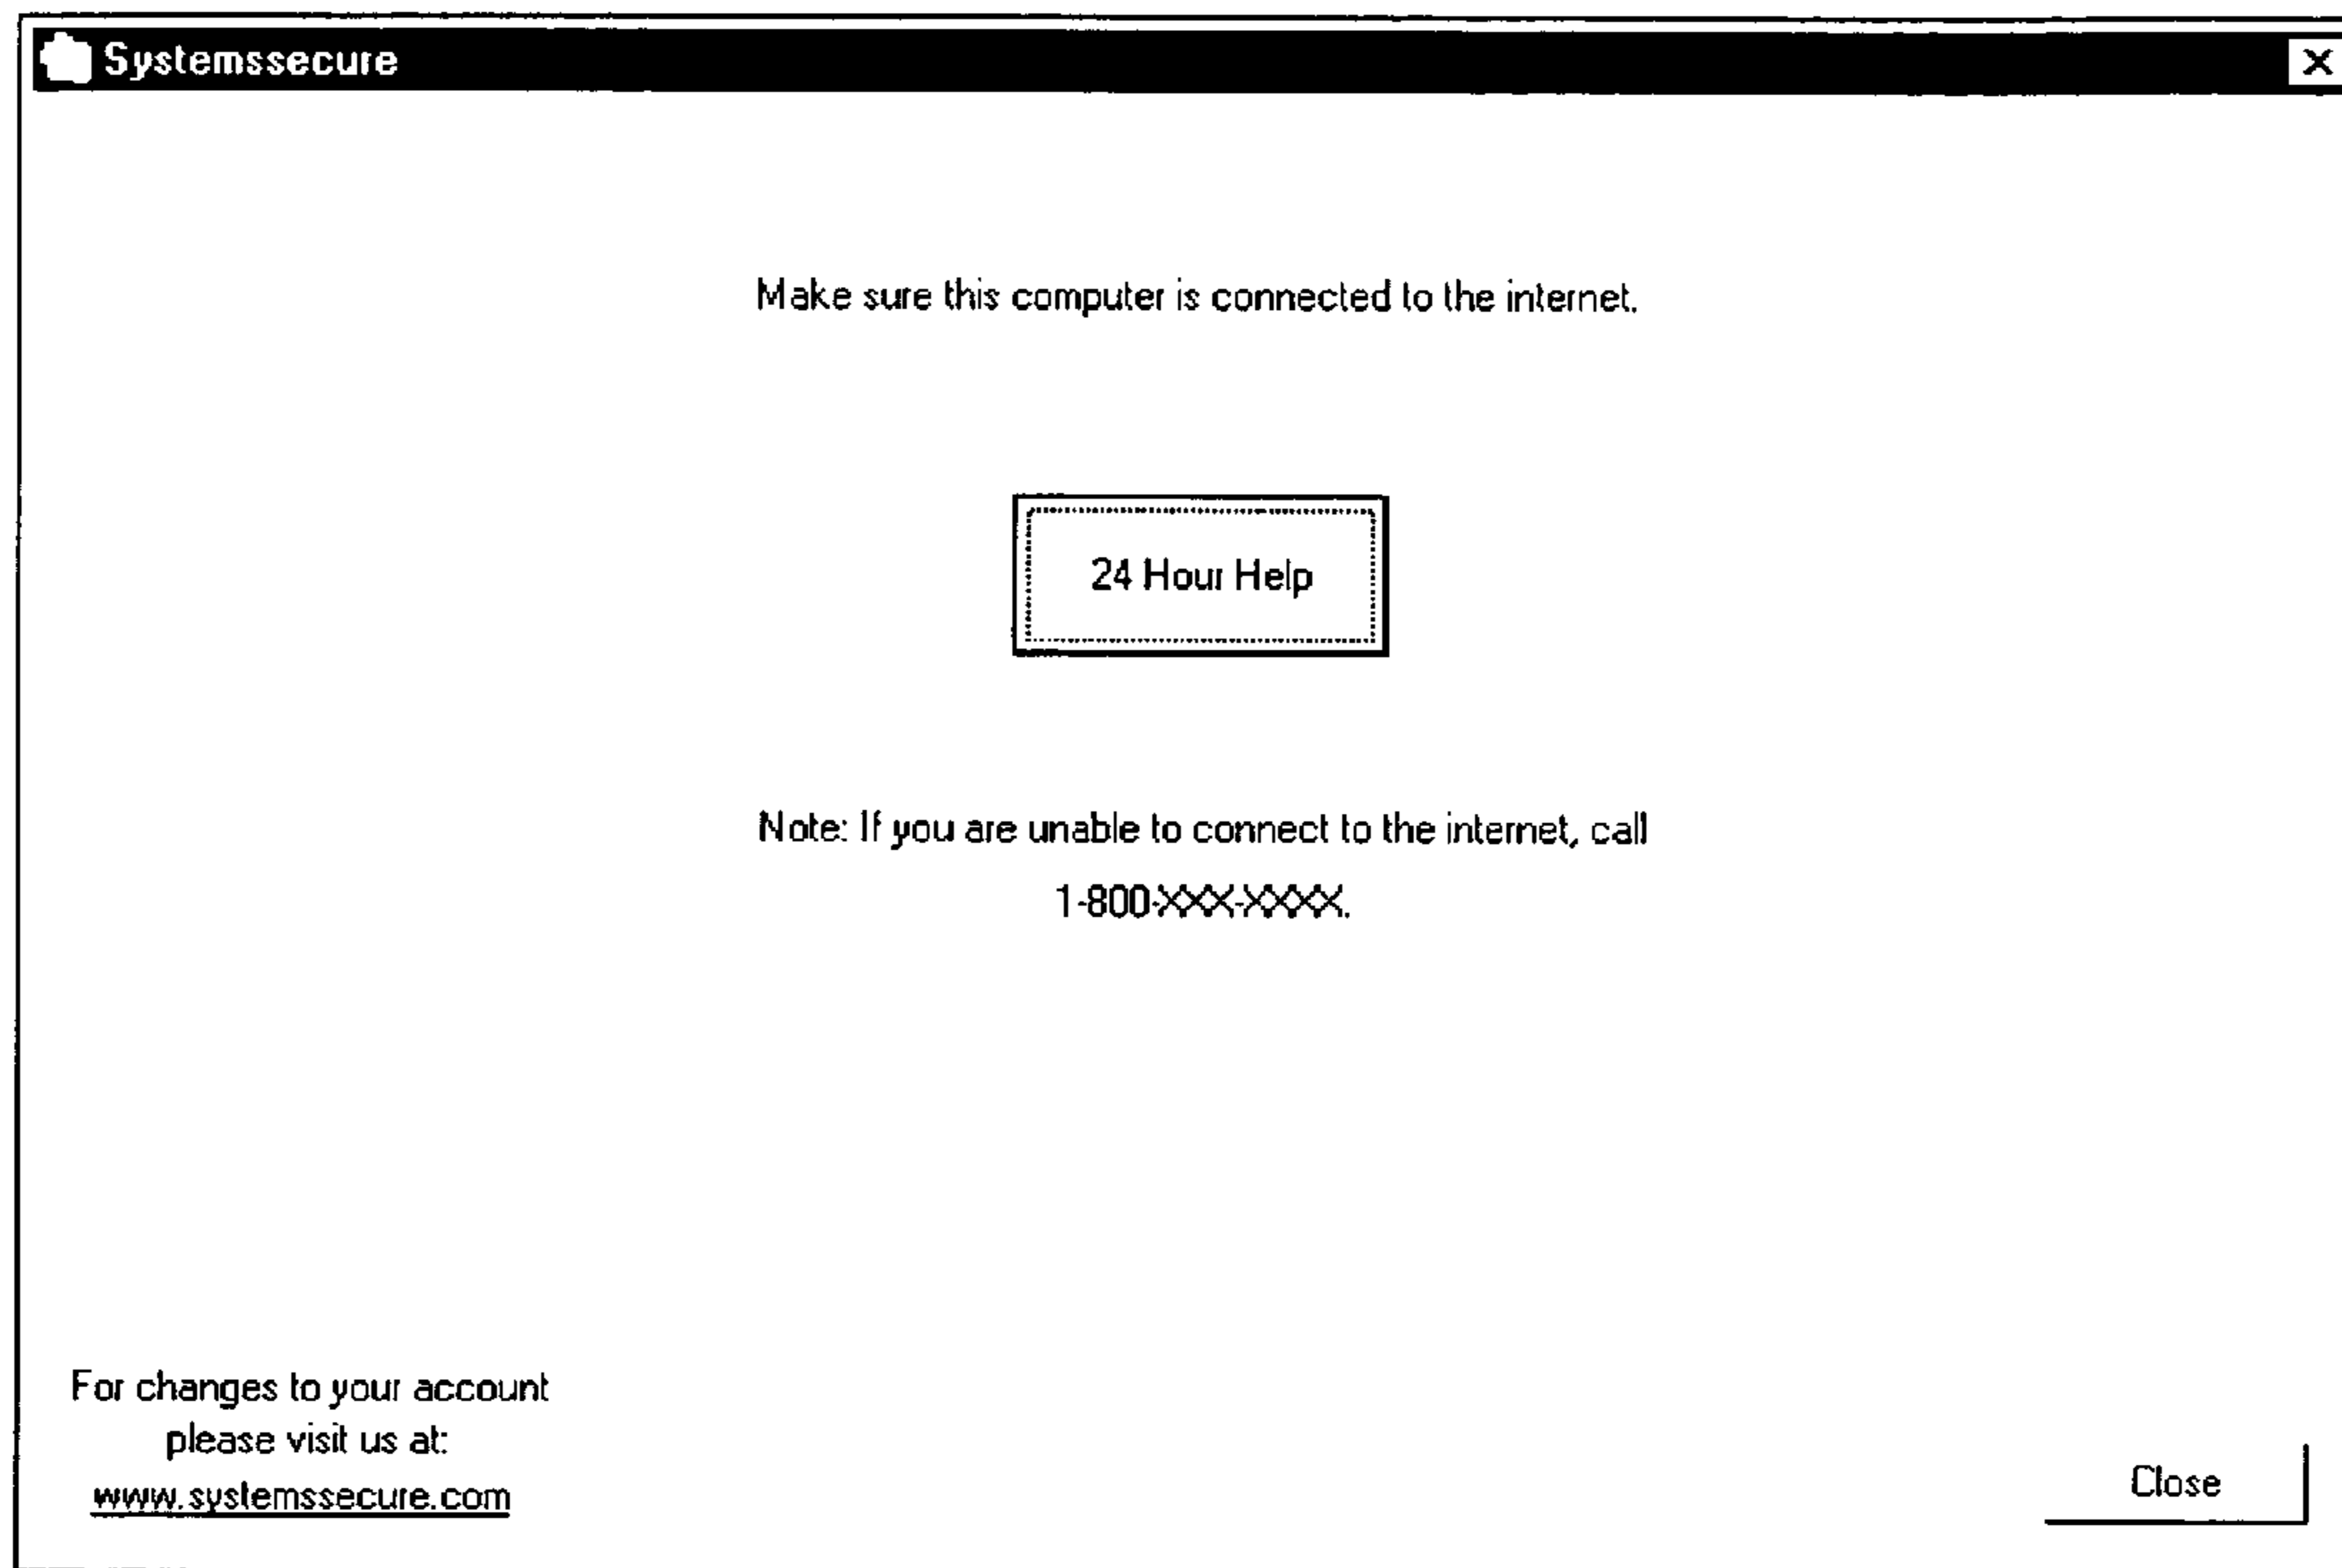 Systemssecure
Make sure this computer is connected to the internet.
24 Hour Help
Note: If you are unable to connect to the internet, call
1-800-XXX-XXXX.
For changes to your account
please visit us at:
www.systemssecure.com
Close